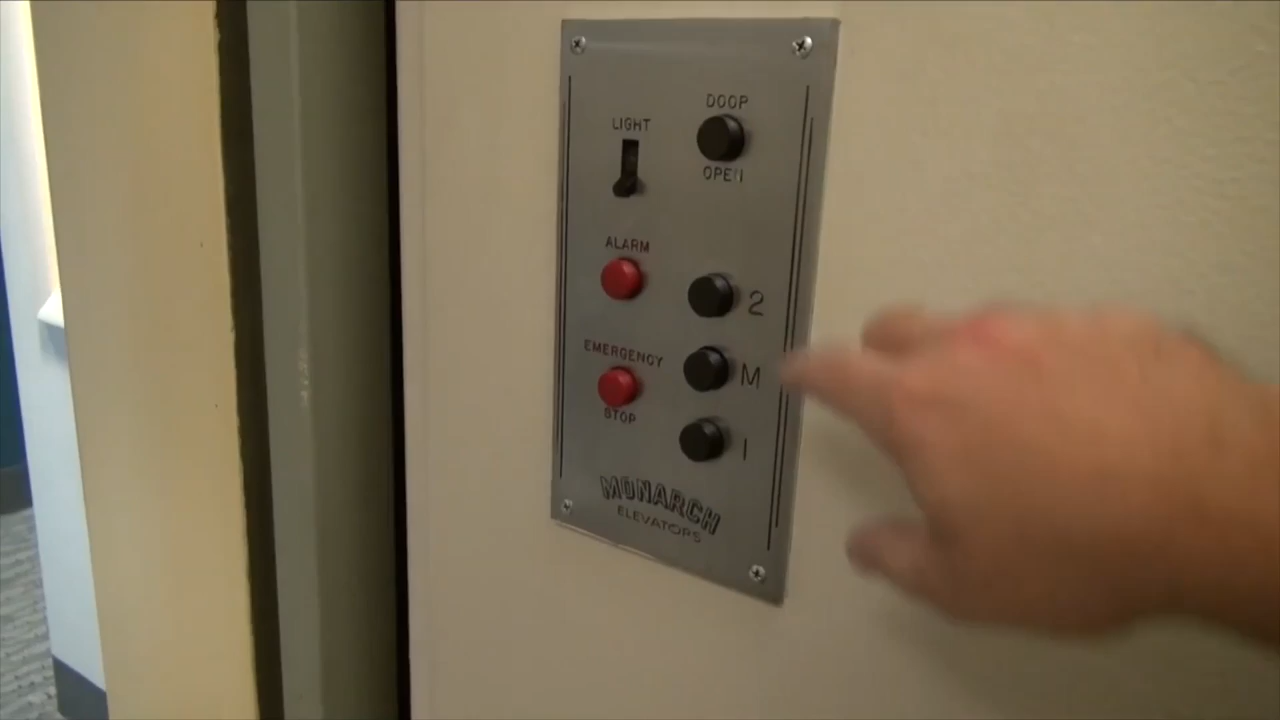 DOOR
LIGHT
OPEN
ALARM
2
EMERGENCY
M
STOP
1
MONARCH
ELEVATORS